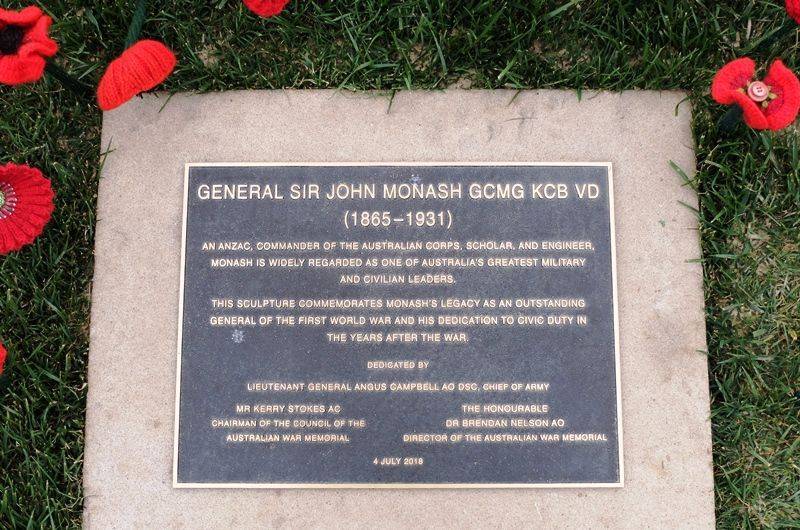 GENERAL SIR JOHN MONASH GCMG KCB VD
(1865–1931)
AN ANZAC, COMMANDER OF THE AUSTRALIAN CORPS, SCHOLAR, AND ENGINEER,
MONASH IS WIDELY REGARDED AS ONE OF AUSTRALIA'S GREATEST MILITARY
AND CIVILIAN LEADERS.
THIS SCULPTURE COMMEMORATES MONASH'S LEGACY AS AN OUTSTANDING
GENERAL OF THE FIRST WORLD WAR AND HIS DEDICATION TO CIVIC DUTY IN
THE YEARS AFTER THE WAR.
DEDICATED BY
LIEUTENANT GENERAL ANGUS CAMPBELL AO DSC, CHIEF OF ARMY
MR KERRY STOKES AC
CHAIRMAN OF THE COUNCIL OF THE
AUSTRALIAN WAR MEMORIAL
THE HONOURABLE
DR BRENDAN NELSON AO
DIRECTOR OF THE AUSTRALIAN WAR MEMORIAL
4 JULY 2018